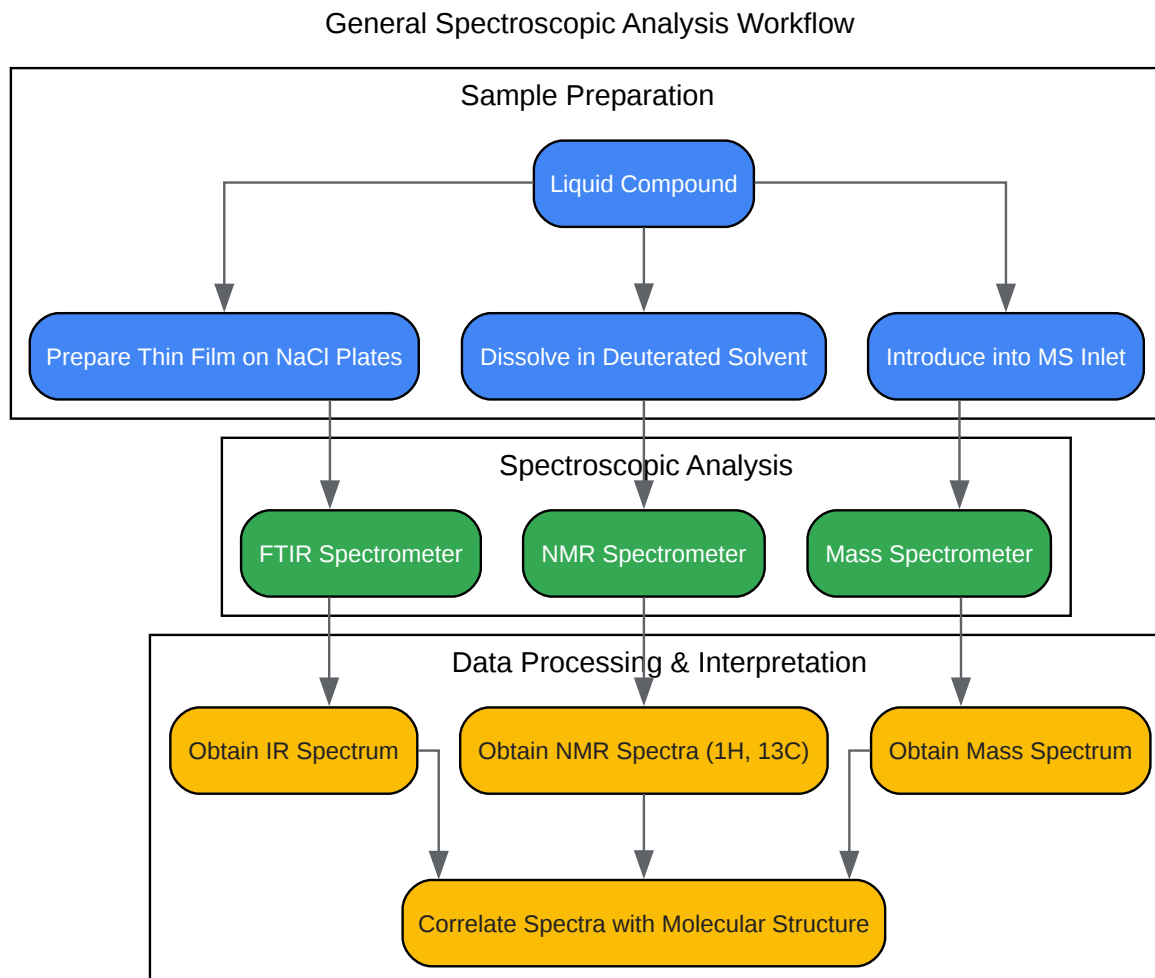 General Spectroscopic Analysis Workflow
Sample Preparation
Liquid Compound
Prepare Thin Film on NaCl Plates
Dissolve in Deuterated Solvent
Introduce into MS Inlet
Spectroscopic Analysis
FTIR Spectrometer
NMR Spectrometer
Mass Spectrometer
Data Processing & Interpretation
Obtain IR Spectrum
Obtain NMR Spectra (1H, 13C)
Obtain Mass Spectrum
Correlate Spectra with Molecular Structure